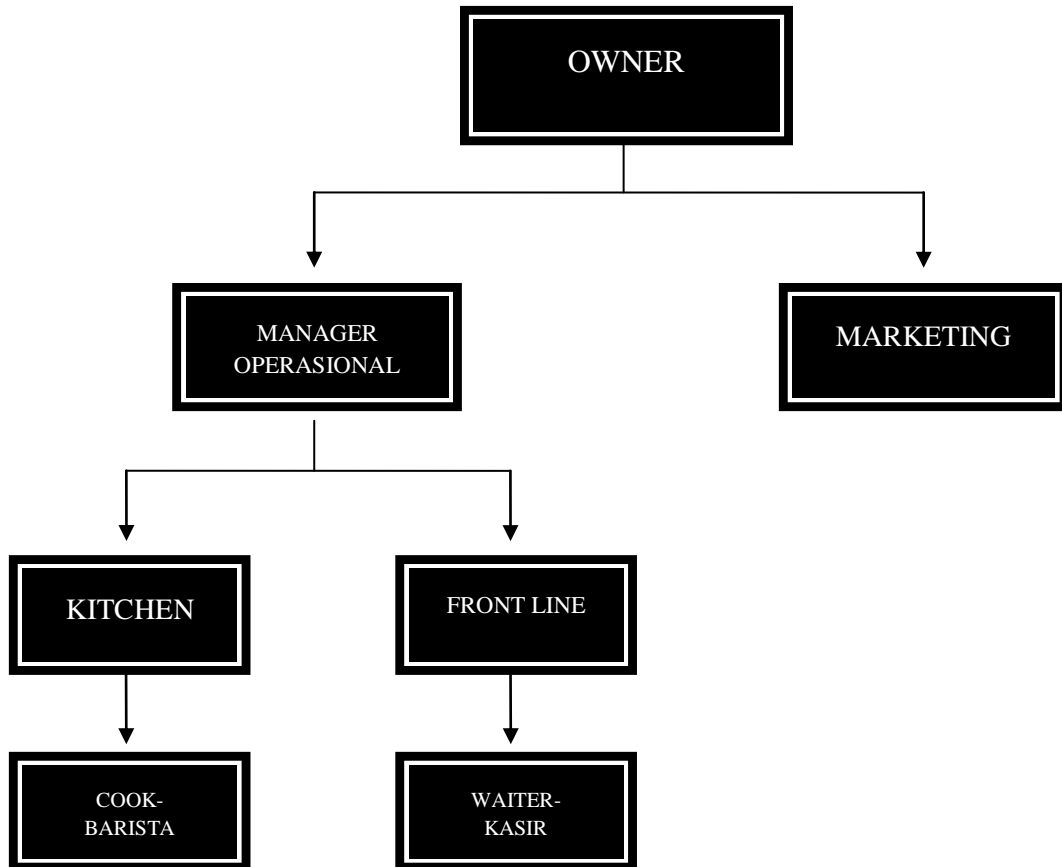 OWNER
MANAGER
OPERASIONAL
MARKETING
KITCHEN
FRONT LINE
COOK-
BARISTA
WAITER-
KASIR